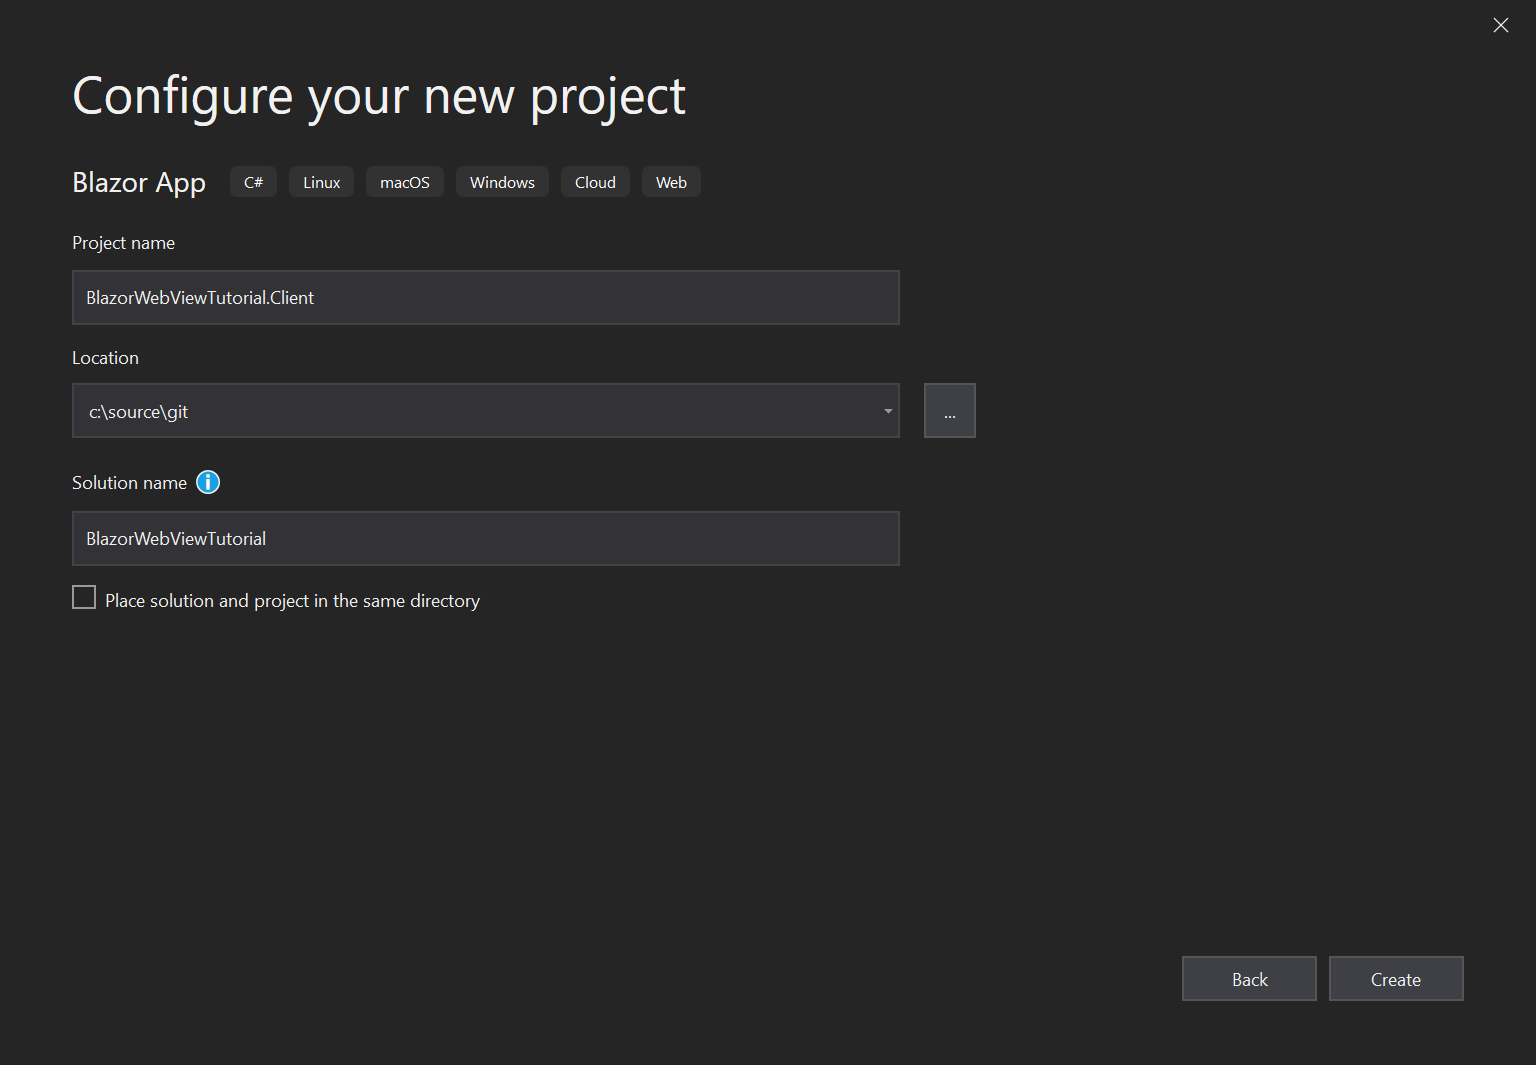 Configure your new project
Blazor App C# Linux macOS Windows Cloud Web
Project name
BlazorWebViewTutorial.Client
Location
c:\source\git
...
Solution name
BlazorWebViewTutorial
Place solution and project in the same directory
Back Create